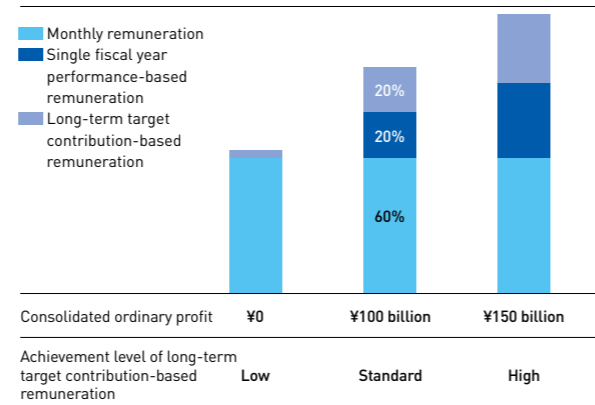 Monthly remuneration
Single fiscal year
performance-based
remuneration
Long-term target
contribution-based
remuneration
20%
20%
60%
Consolidated ordinary profit ¥0 ¥100 billion ¥150 billion
Achievement level of long-term
target contribution-based Low Standard High
remuneration